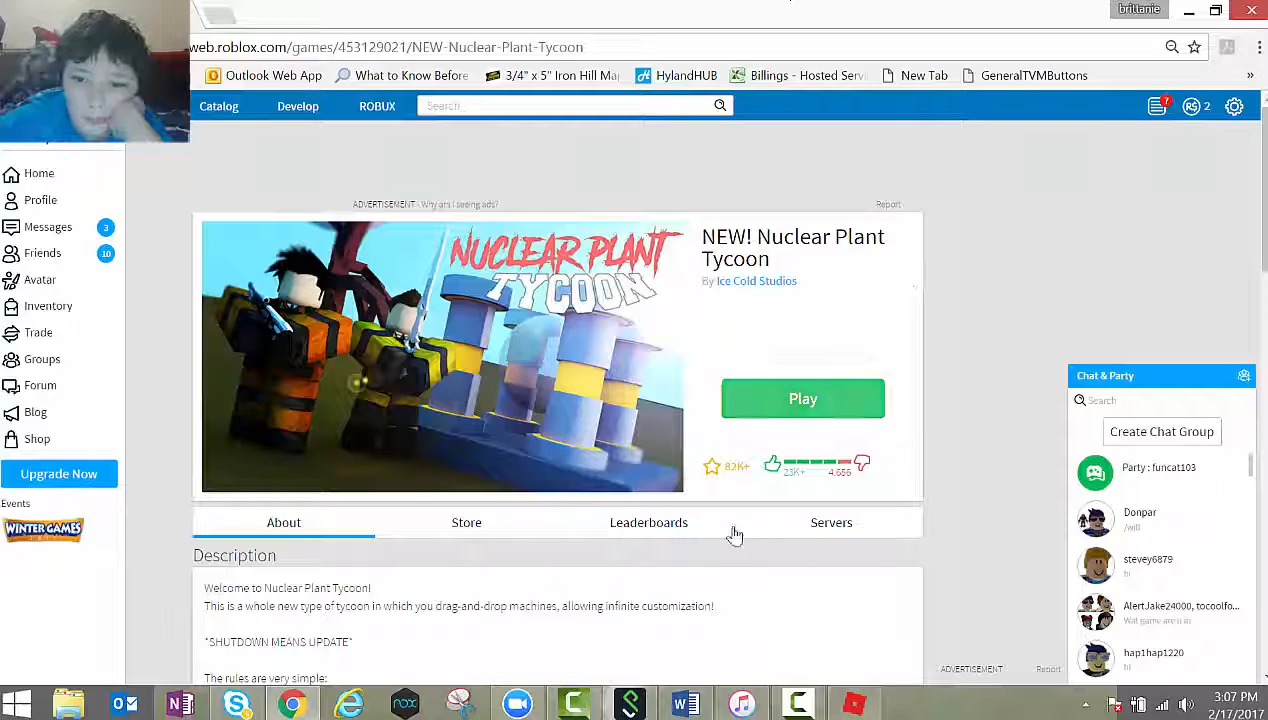 brittanie
web.roblox.com/games/453129021/NEW-Nuclear-Plant-Tycoon
Outlook Web App What to Know Before 3/4" x 5" Iron Hill Ma HylandHUB Billings - Hosted Servi New Tab GeneralTVMButtons »
Catalog Develop ROBUX Search 7 R$ 2
ADVERTISEMENT - Why am I seeing ads? Report
Home
Profile
Messages 3
Friends 10
Avatar
Inventory
Trade
Groups
Forum
Blog
Shop
Upgrade Now
Events
WINTER GAMES
NUCLEAR PLANT
TYCOON
NEW! Nuclear Plant
Tycoon
By Ice Cold Studios
Play
82K+ 23K+ 4,656
About Store Leaderboards Servers
Description
Welcome to Nuclear Plant Tycoon!
This is a whole new type of tycoon in which you drag-and-drop machines, allowing infinite customization!
*SHUTDOWN MEANS UPDATE*
The rules are very simple:
Chat & Party
Search
Create Chat Group
Party : funcat103
Donpar
/will
stevey6879
hi
AlertJake24000, tocoolfo...
Wat game are u in
hap1hap1220
hi
ADVERTISEMENT Report
3:07 PM
2/17/2017